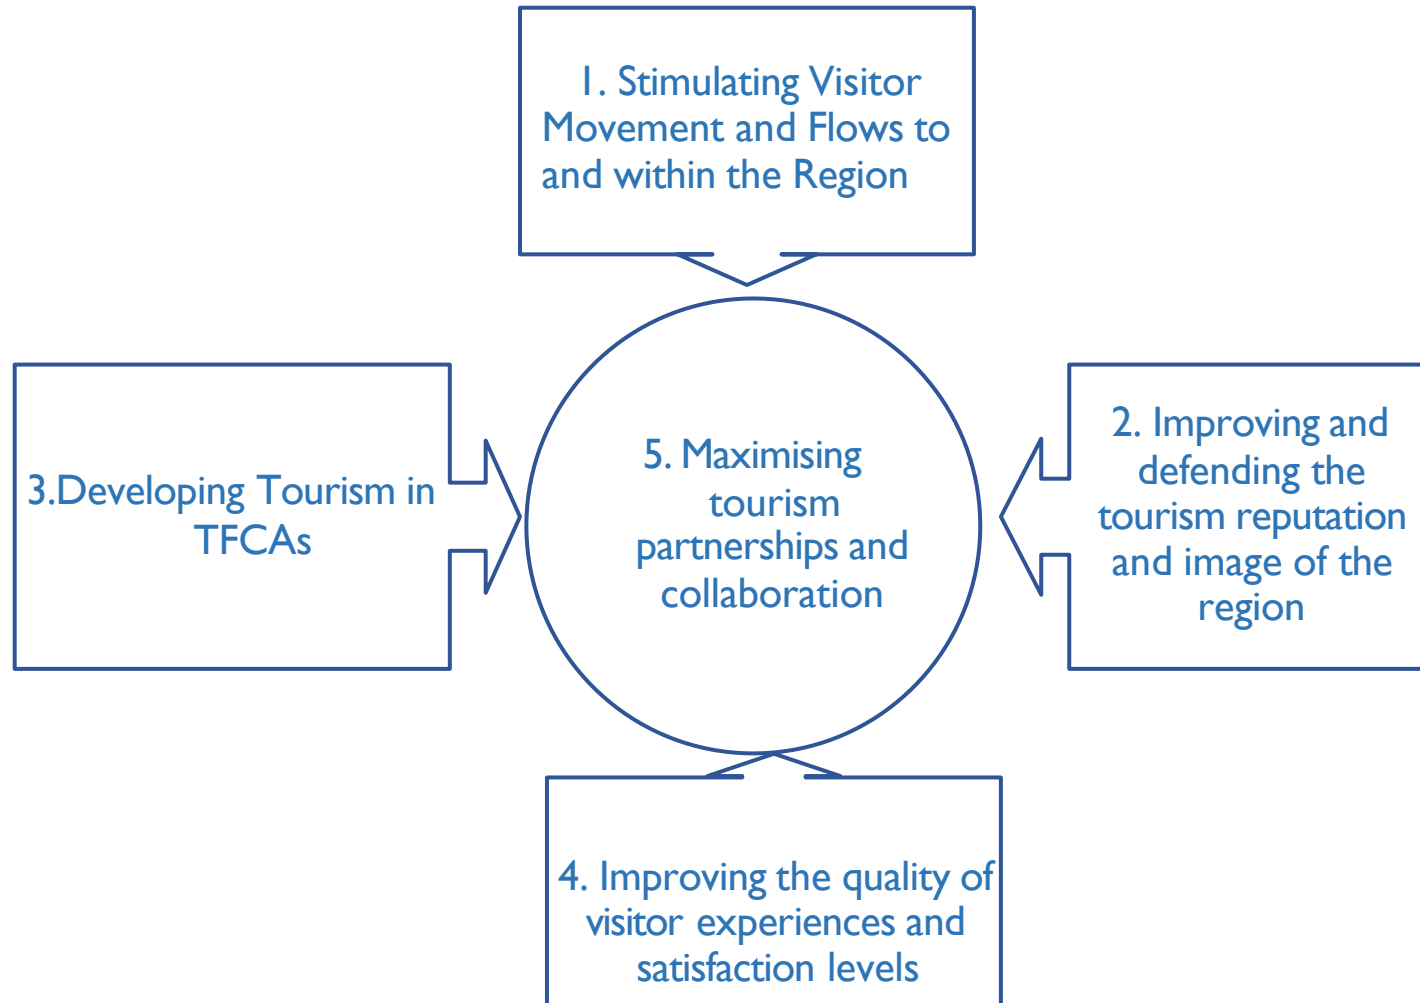 1. Stimulating Visitor
Movement and Flows to
and within the Region
2. Improving and
defending the
tourism reputation
and image of the
region
3.Developing Tourism in
TFCAs
5. Maximising
tourism
partnerships and
collaboration
4. Improving the quality of
visitor experiences and
satisfaction levels